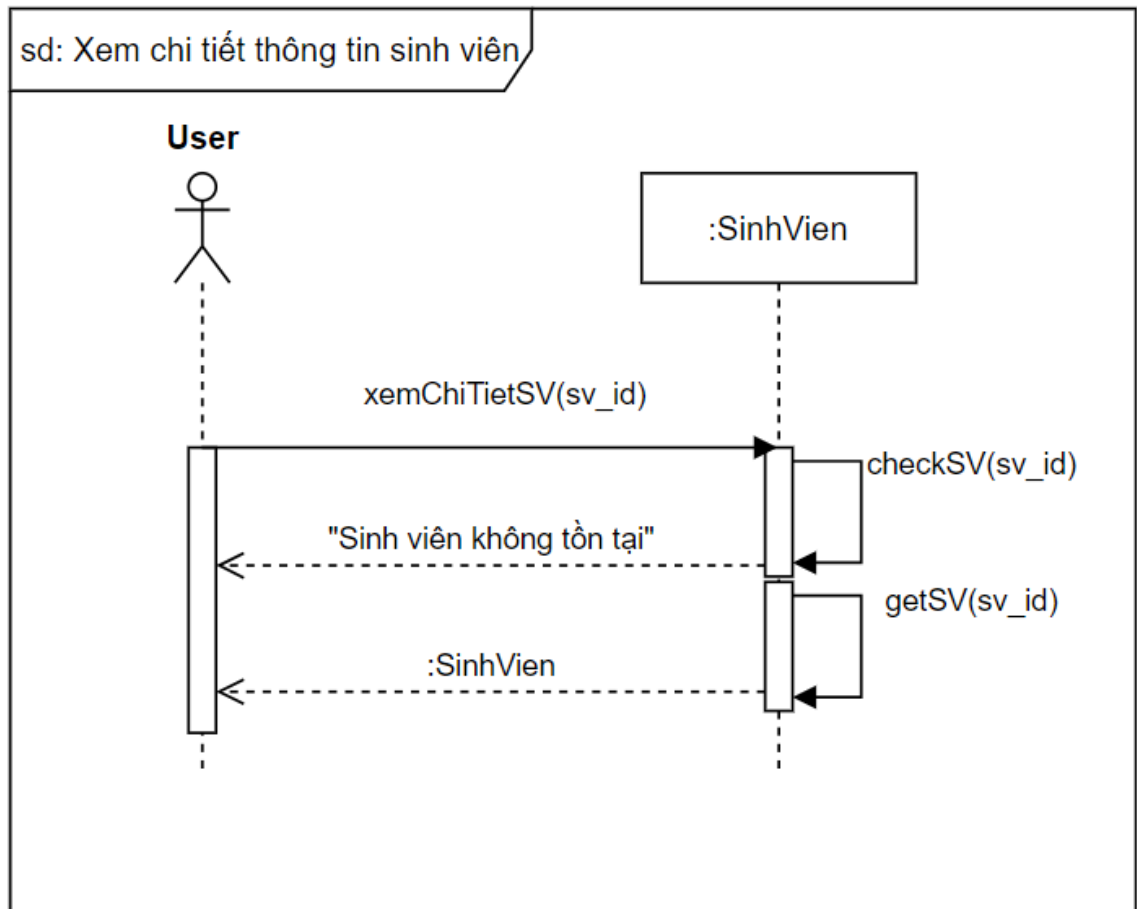 sd: Xem chi tiết thông tin sinh viên
User
:SinhVien
xemChiTietSV(sv_id)
checkSV(sv_id)
"Sinh viên không tồn tại"
getSV(sv_id)
:SinhVien